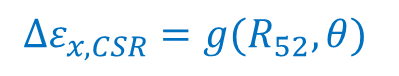 Δε_{x,CSR} = g(R_{52}, θ)